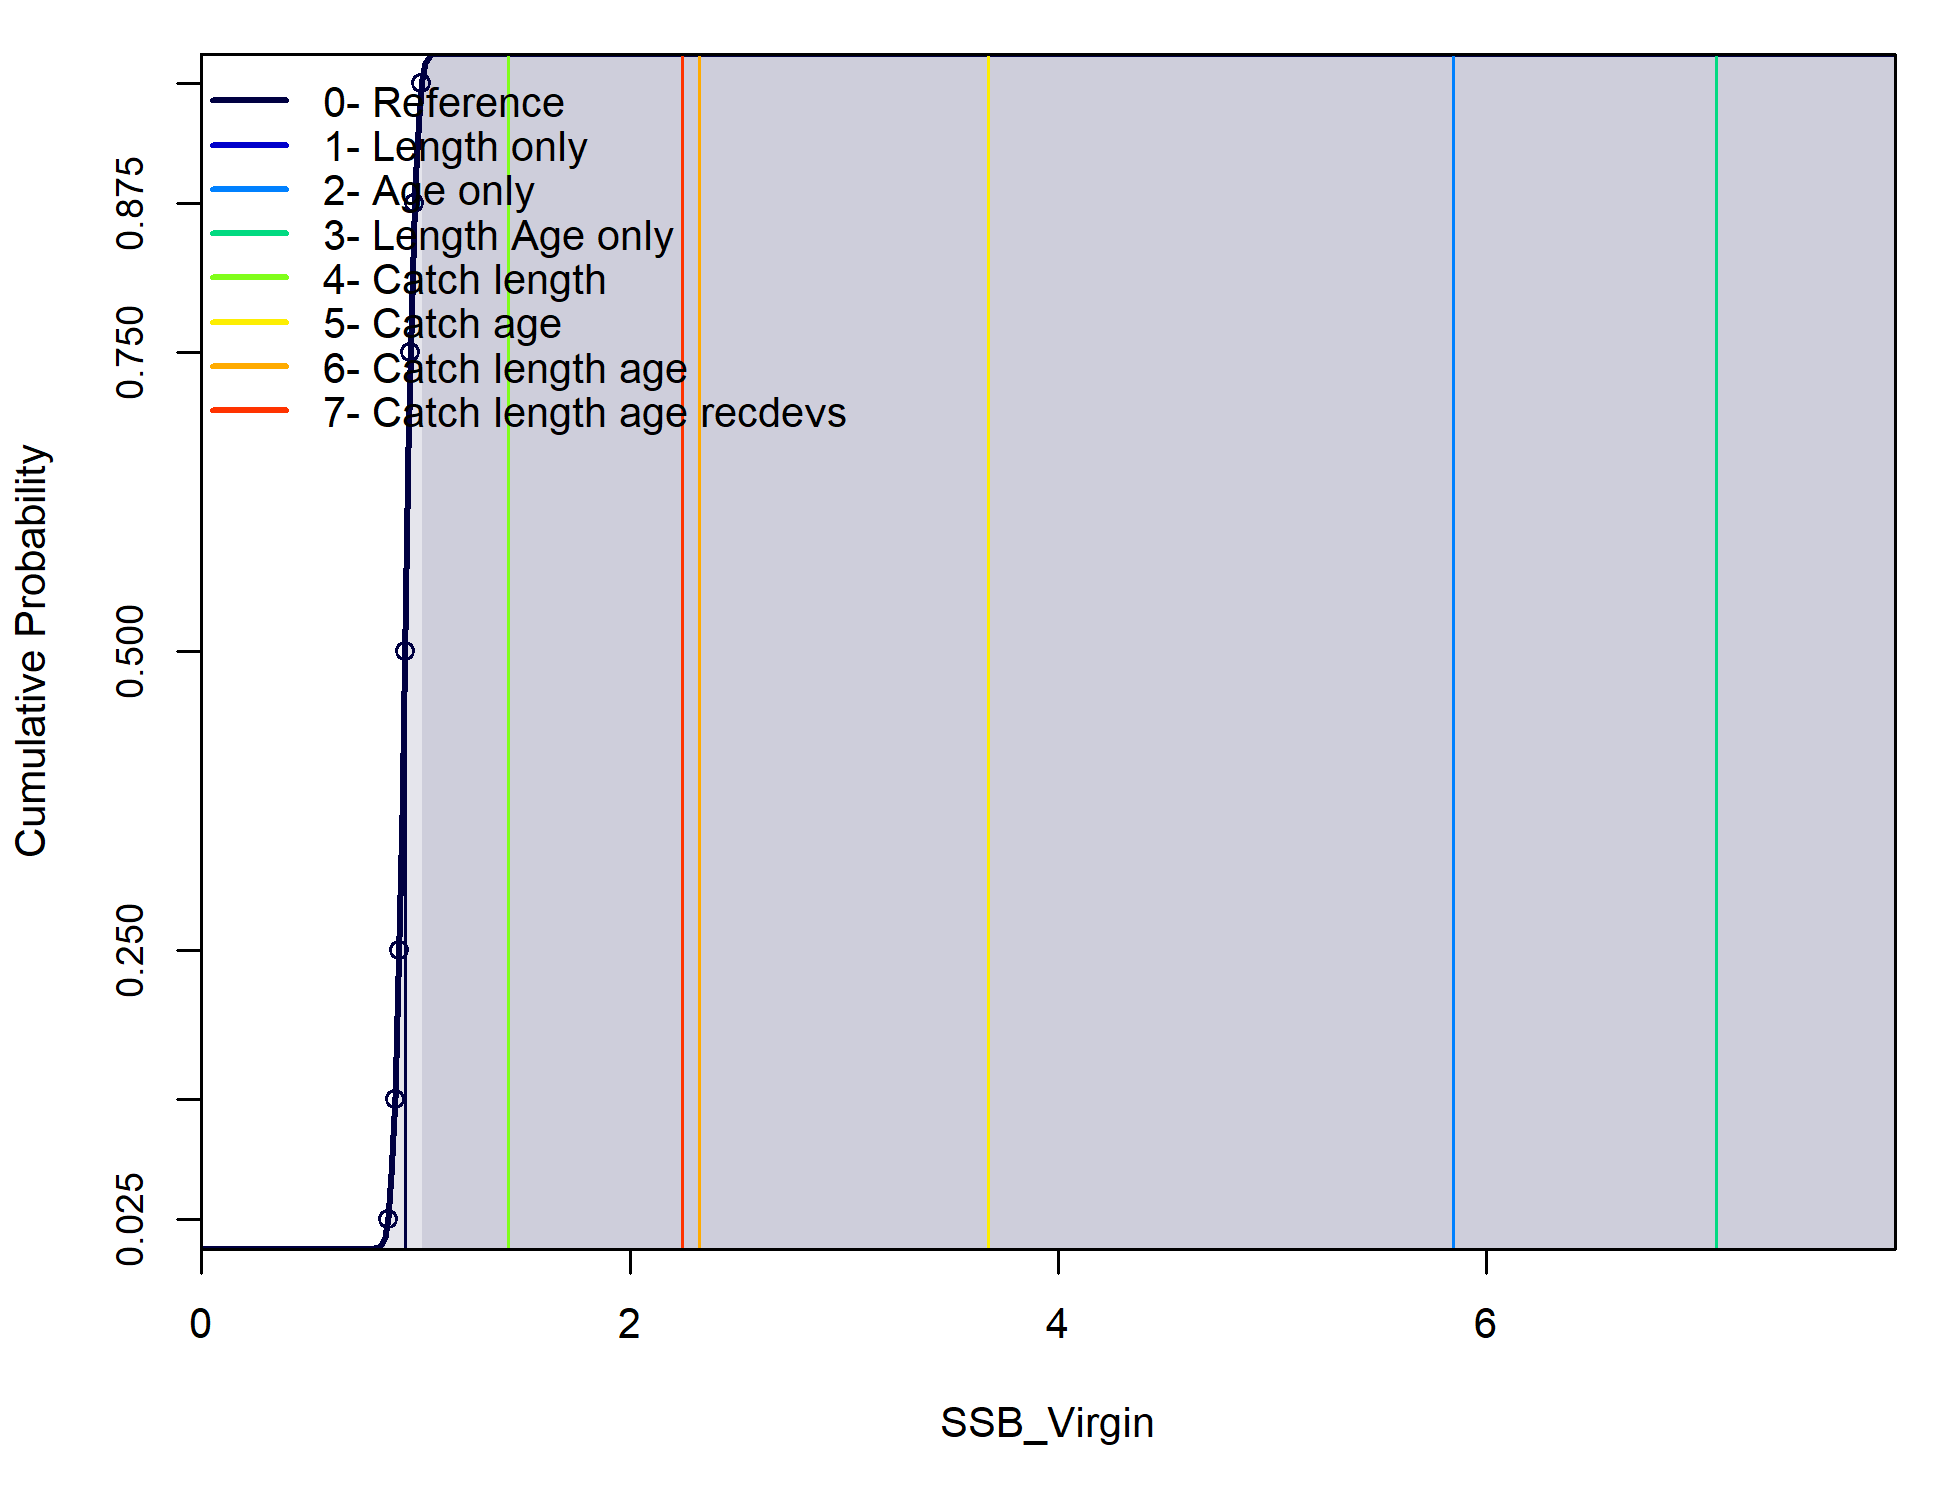 0- Reference
1- Length only
2- Age only
3- Length Age only
4- Catch length
5- Catch age
6- Catch length age
7- Catch length age recdevs
Cumulative Probability
0.875
0.750
0.500
0.250
0.025
0 2 4 6
SSB_Virgin